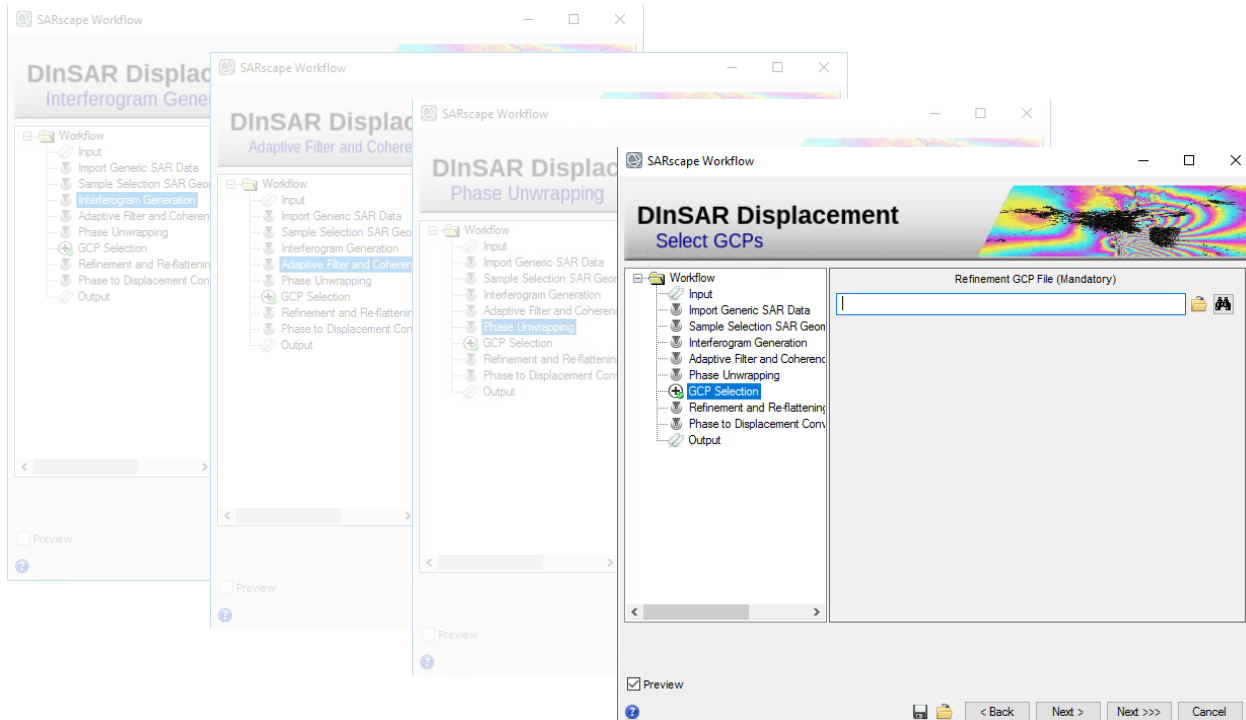 SARscape Workflow
DInSAR Displac
Interferogram Gene
Workflow
Input
Import Generic SAR Data
Sample Selection SAR Geor
Interferogram Generation
Adaptive Filter and Coheren
Phase Unwrapping
GCP Selection
Refinement and Re-flattenin
Phase to Displacement Con
Output
Preview
SARscape Workflow
DInSAR Displac
Adaptive Filter and Cohere
Workflow
Input
Import Generic SAR Data
Sample Selection SAR Geo
Interferogram Generation
Adaptive Filter and Coheren
Phase Unwrapping
GCP Selection
Refinement and Re-flattenin
Phase to Displacement Con
Output
Preview
SARscape Workflow
DInSAR Displac
Phase Unwrapping
Workflow
Input
Import Generic SAR Data
Sample Selection SAR Geor
Interferogram Generation
Adaptive Filter and Coheren
Phase Unwrapping
GCP Selection
Refinement and Re-flattenin
Phase to Displacement Con
Output
Preview
SARscape Workflow
DInSAR Displacement
Select GCPs
Workflow
Input
Import Generic SAR Data
Sample Selection SAR Geom
Interferogram Generation
Adaptive Filter and Coherenc
Phase Unwrapping
GCP Selection
Refinement and Re-flattening
Phase to Displacement Conv
Output
Refinement GCP File (Mandatory)
Preview
< Back Next > Next >>> Cancel